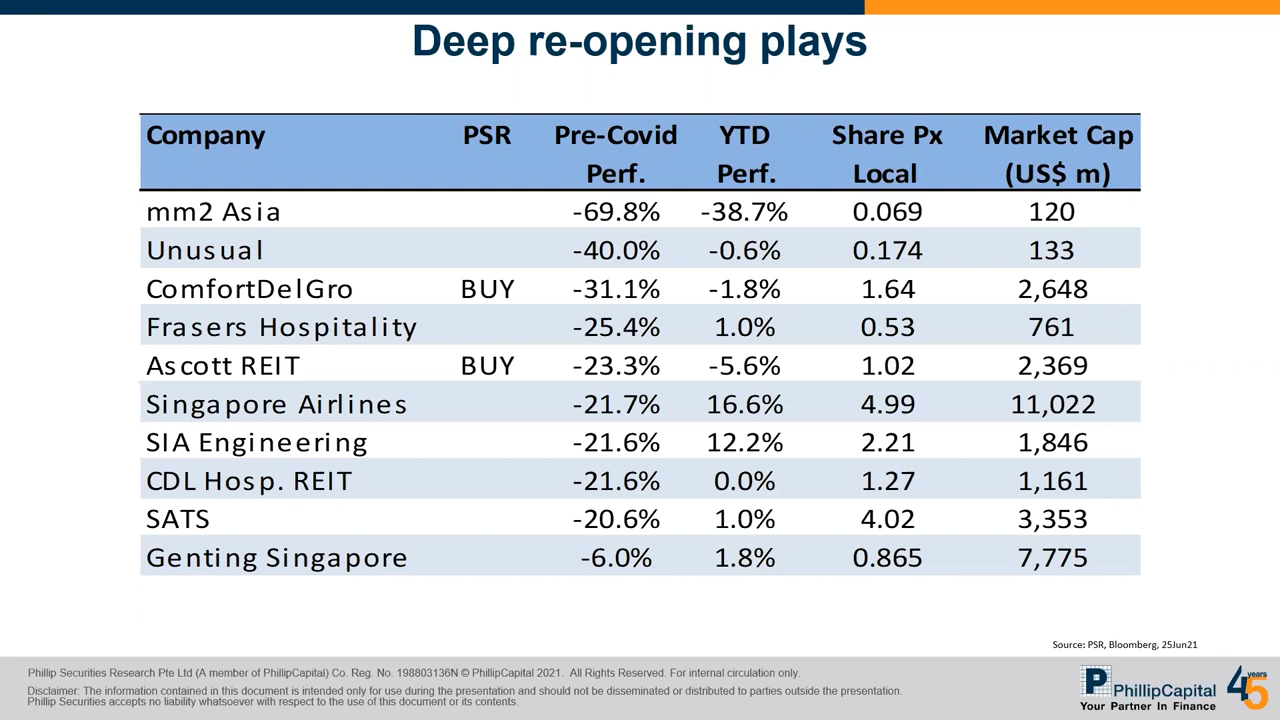 Deep re-opening plays
Company PSR Pre-Covid Perf. YTD Perf. Share Px Local Market Cap (US$ m)
mm2 Asia -69.8% -38.7% 0.069 120
Unusual -40.0% -0.6% 0.174 133
ComfortDelGro BUY -31.1% -1.8% 1.64 2,648
Frasers Hospitality -25.4% 1.0% 0.53 761
Ascott REIT BUY -23.3% -5.6% 1.02 2,369
Singapore Airlines -21.7% 16.6% 4.99 11,022
SIA Engineering -21.6% 12.2% 2.21 1,846
CDL Hosp. REIT -21.6% 0.0% 1.27 1,161
SATS -20.6% 1.0% 4.02 3,353
Genting Singapore -6.0% 1.8% 0.865 7,775
Source: PSR, Bloomberg, 25Jun21
Phillip Securities Research Pte Ltd (A member of PhillipCapital) Co. Reg. No. 198803136N © PhillipCapital 2021. All Rights Reserved. For internal circulation only.
Disclaimer: The information contained in this document is intended only for use during the presentation and should not be disseminated or distributed to parties outside the presentation.
Phillip Securities accepts no liability whatsoever with respect to the use of this document or its contents.
P PhillipCapital
Your Partner In Finance
45 years